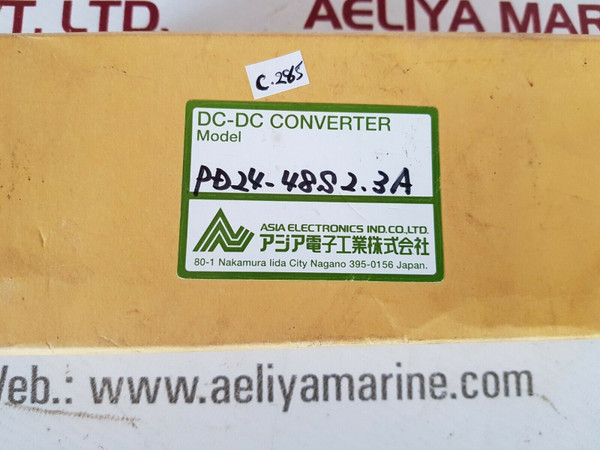 VT. LTD.
AELIYA MAR
C.285
DC-DC CONVERTER
Model
PD24-48S2.3A
ASIA ELECTRONICS IND.CO.,LTD.
アジア電子工業株式会社
80-1 Nakamura Iida City Nagano 395-0156 Japan.
Web.: www.aeliyamarine.com